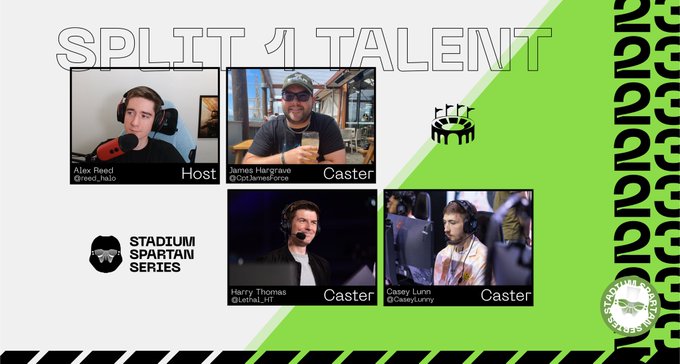 SPLIT 1 TALENT
Alex Reed
@reed_halo
Host
James Hargrave
@CptJamesForce
Caster
STADIUM
SPARTAN
SERIES
Harry Thomas
@Lethal_HT
Caster
Casey Lunn
@CaseyLunny
Caster
STADIUM SPARTAN SERIES